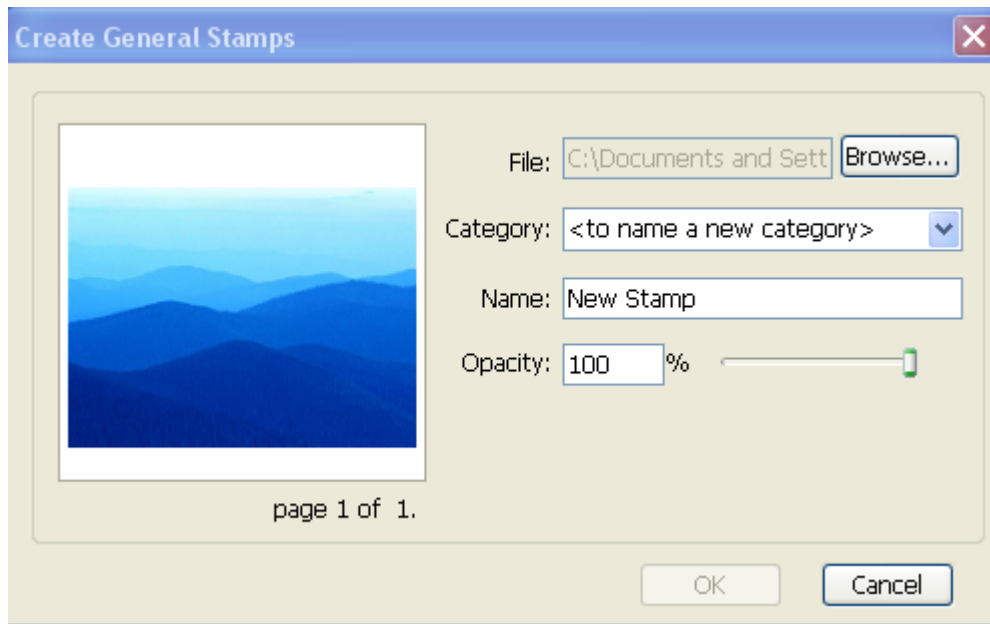 Create General Stamps
File: C:\Documents and Sett Browse...
Category: <to name a new category>
Name: New Stamp
Opacity: 100 %
page 1 of 1.
OK Cancel